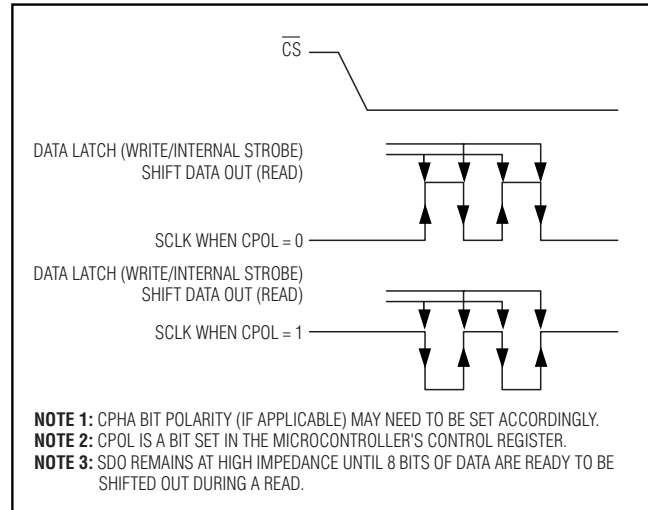 CS
DATA LATCH (WRITE/INTERNAL STROBE)
SHIFT DATA OUT (READ)
SCLK WHEN CPOL = 0
DATA LATCH (WRITE/INTERNAL STROBE)
SHIFT DATA OUT (READ)
SCLK WHEN CPOL = 1
NOTE 1: CPHA BIT POLARITY (IF APPLICABLE) MAY NEED TO BE SET ACCORDINGLY.
NOTE 2: CPOL IS A BIT SET IN THE MICROCONTROLLER'S CONTROL REGISTER.
NOTE 3: SDO REMAINS AT HIGH IMPEDANCE UNTIL 8 BITS OF DATA ARE READY TO BE
SHIFTED OUT DURING A READ.